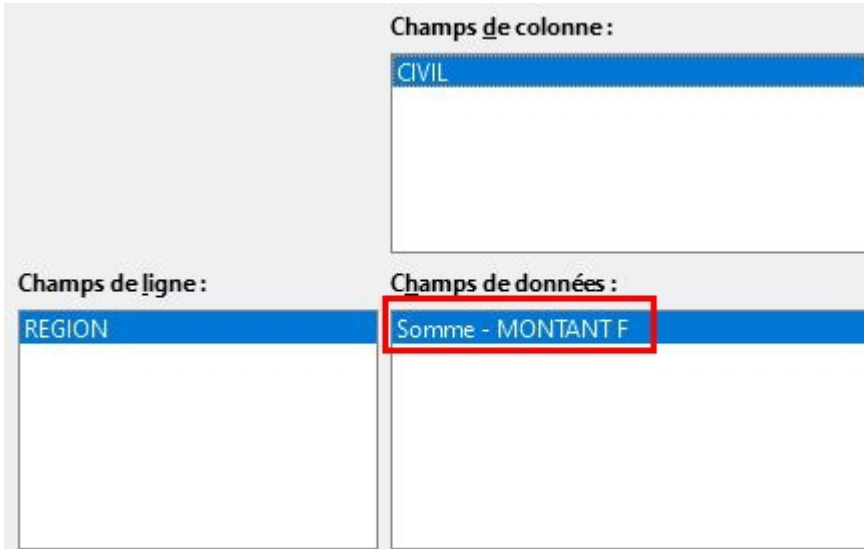 Champs de colonne :
CIVIL
Champs de ligne :
REGION
Champs de données :
Somme - MONTANT F